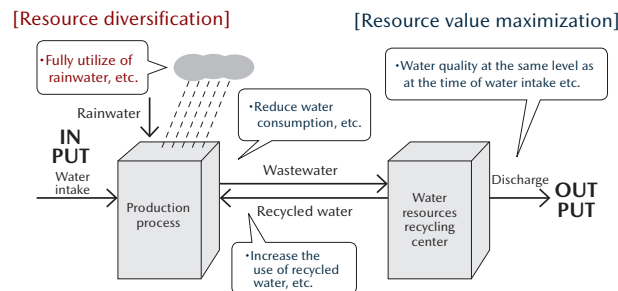 [Resource diversification]
[Resource value maximization]
•Fully utilize of
rainwater, etc.
•Water quality at the same level as
at the time of water intake etc.
Rainwater
•Reduce water
consumption, etc.
IN
PUT
Water
intake
Wastewater
Discharge
OUT
PUT
Production
process
Recycled water
Water
resources
recycling
center
•Increase the
use of recycled
water, etc.